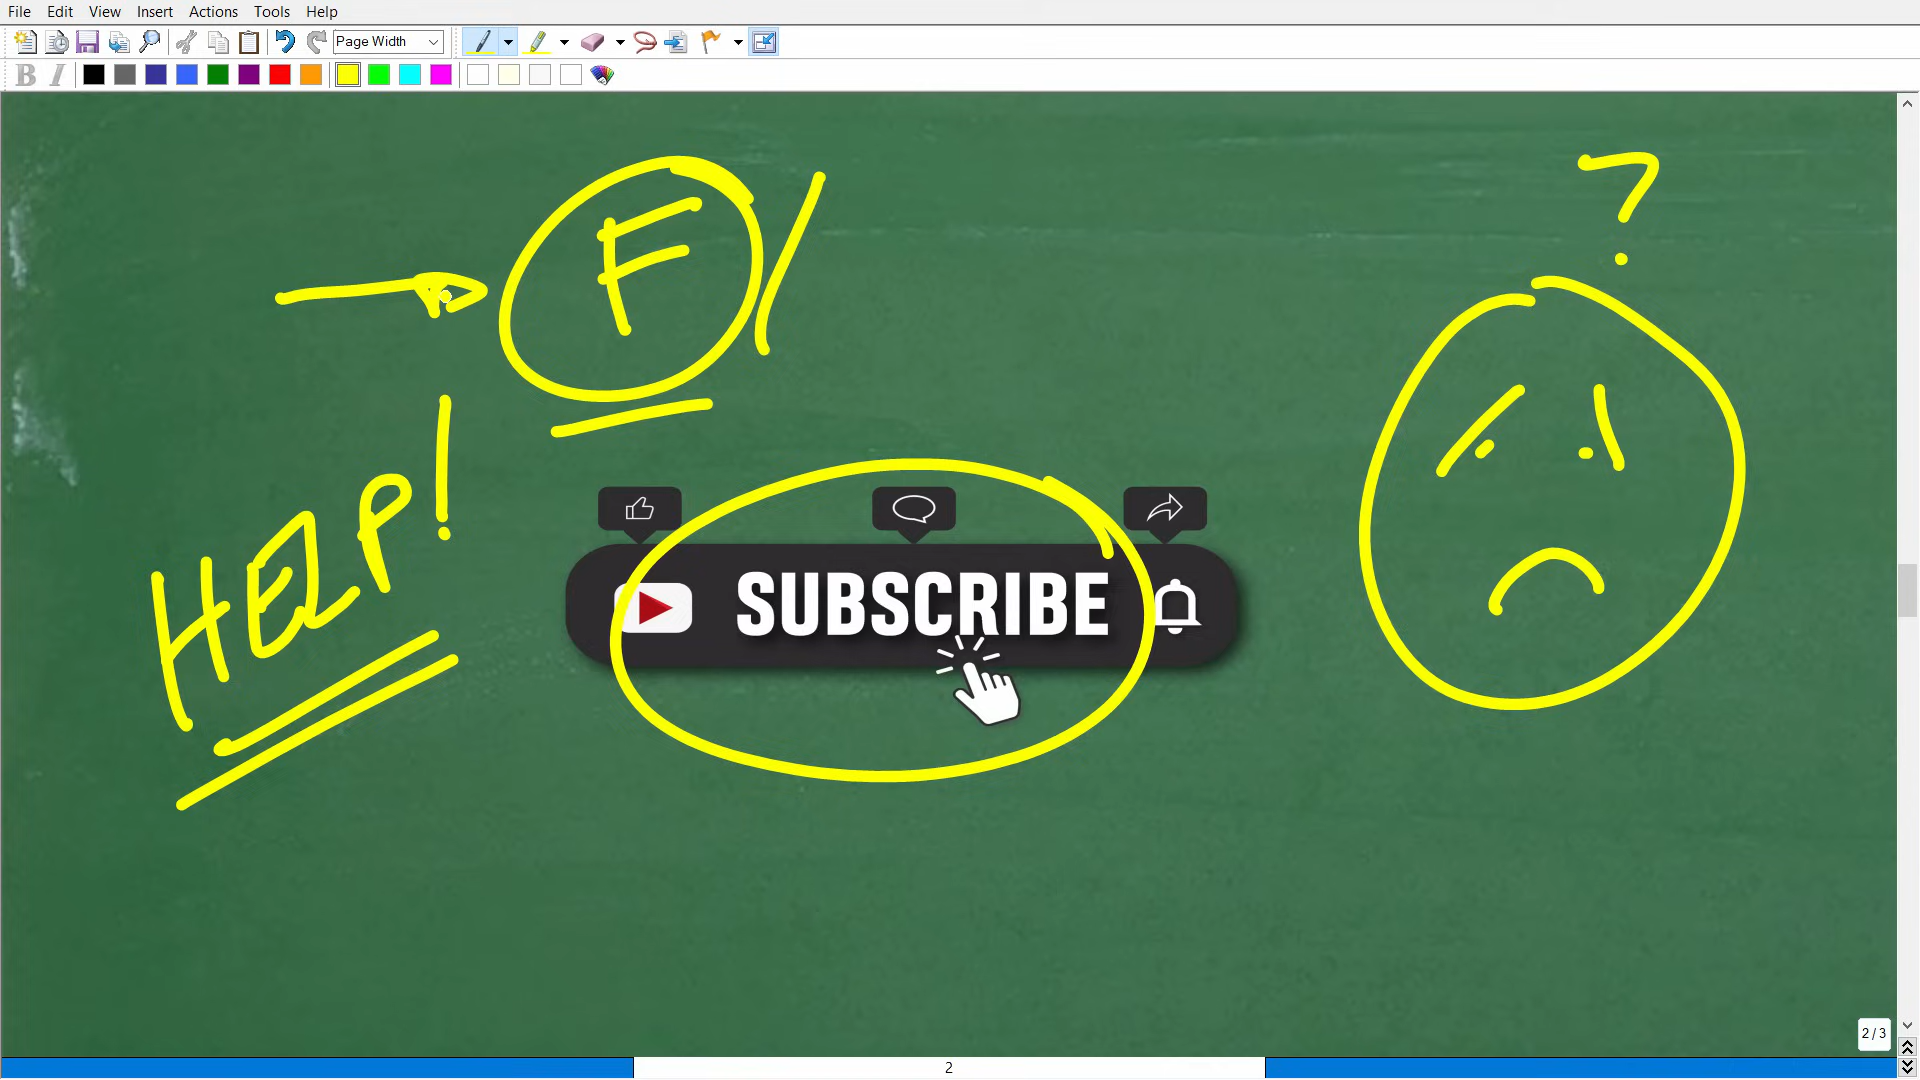 File Edit View Insert Actions Tools Help
Page Width
B I
?
F
HELP!
SUBSCRIBE
2 / 3
2